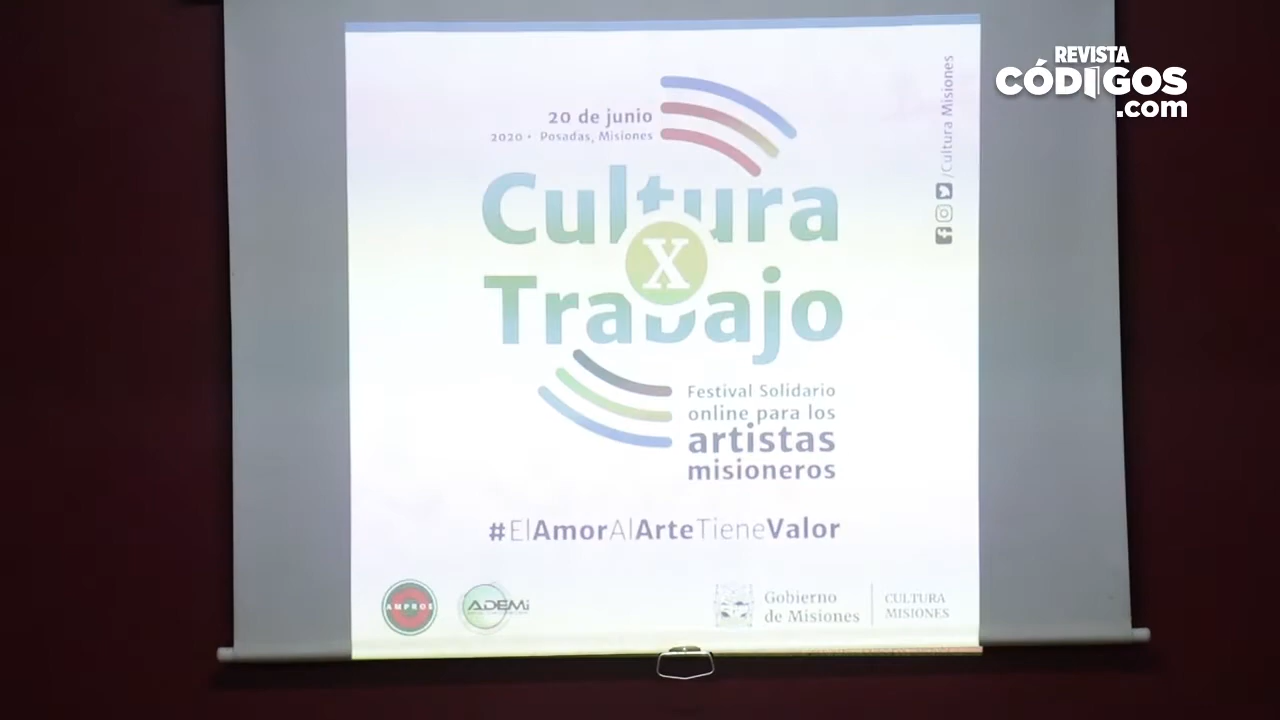 REVISTA
CÓDIGOS
.com
20 de junio
2020 • Posadas, Misiones
/Cultura Misiones
Cultura
X
Trabajo
Festival Solidario
online para los
artistas
misioneros
#ElAmorAlArteTieneValor
AMPROS
ADEMi
Gobierno
de Misiones
CULTURA
MISIONES